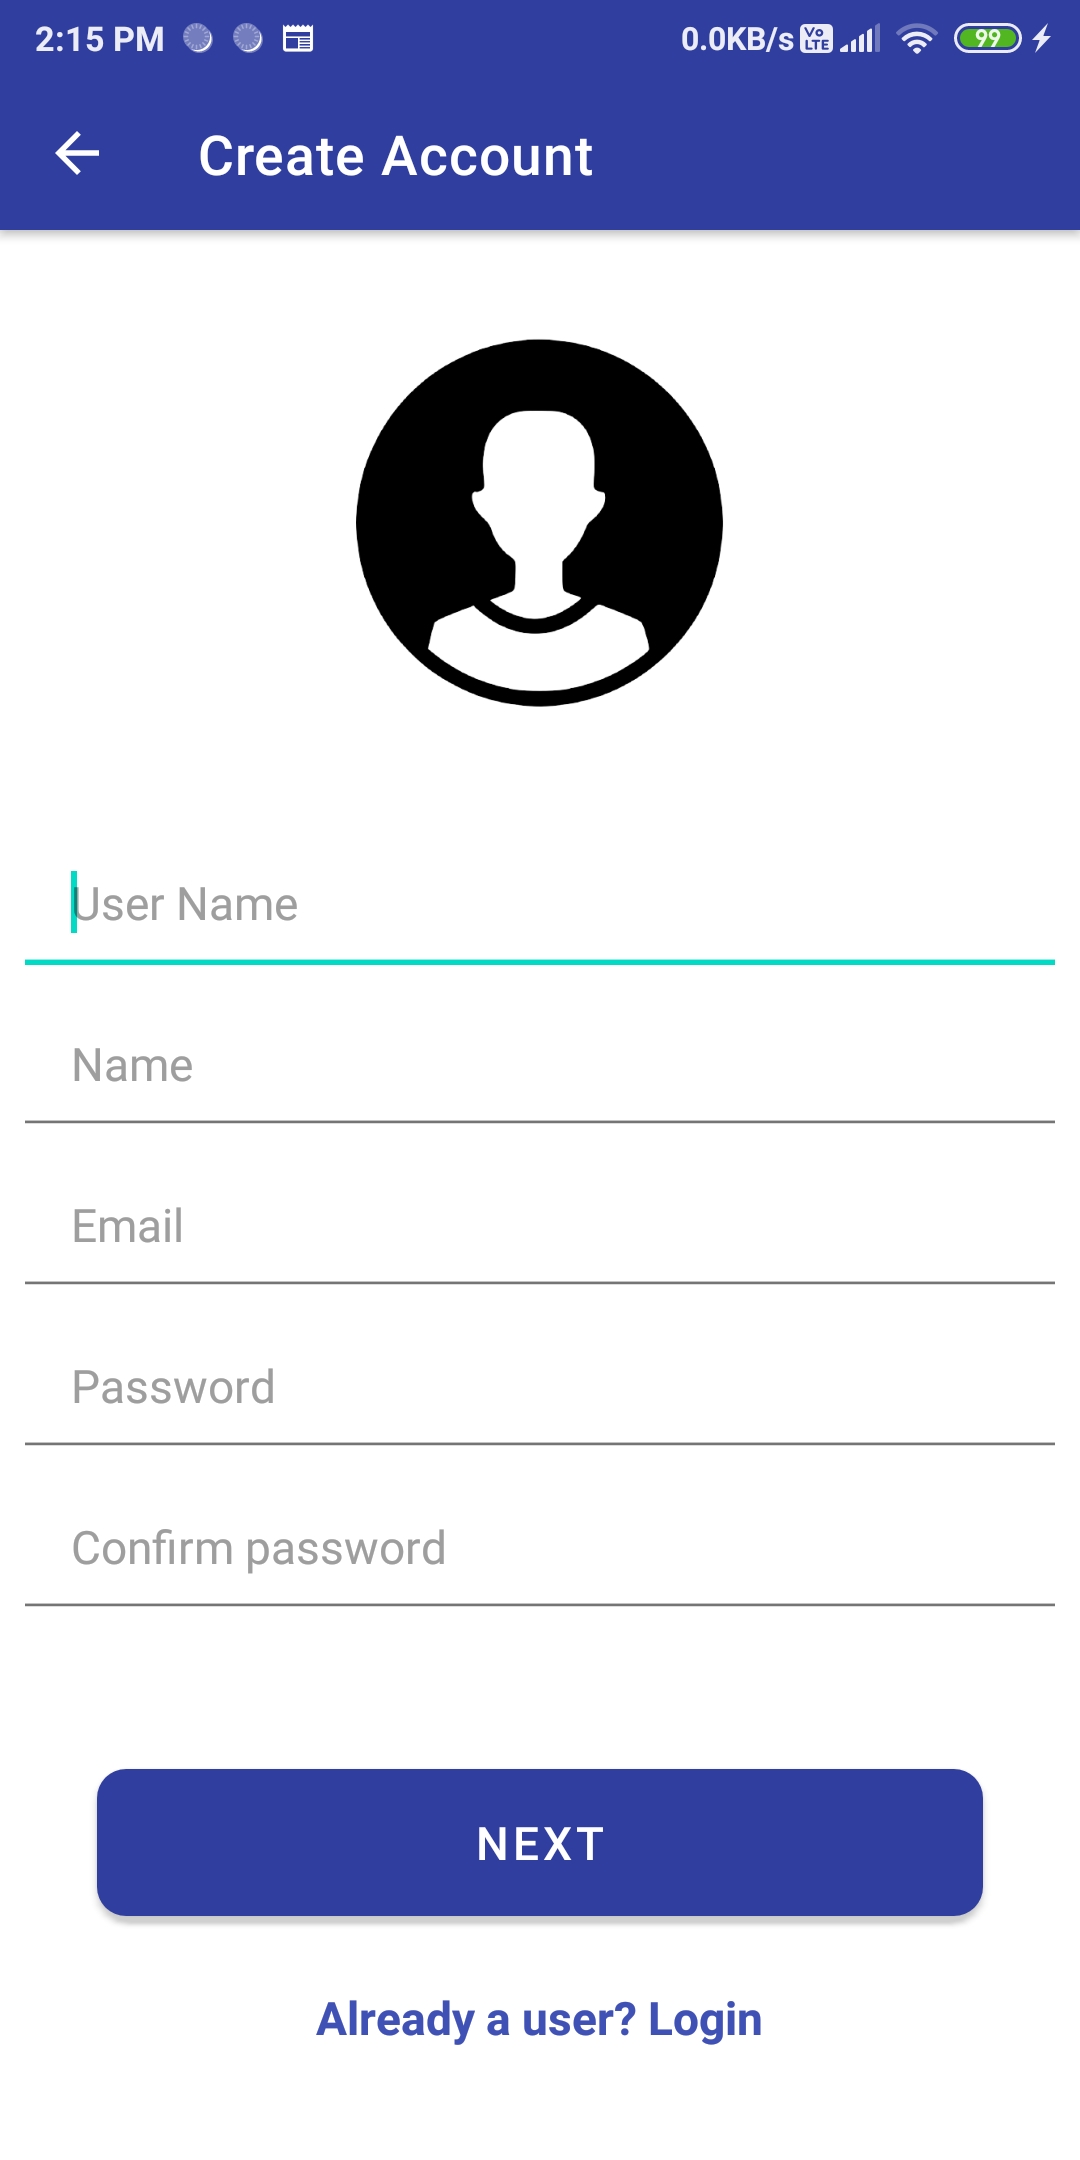 2:15 PM 0.0KB/s Vo LTE 99
Create Account
User Name
Name
Email
Password
Confirm password
NEXT
Already a user? Login